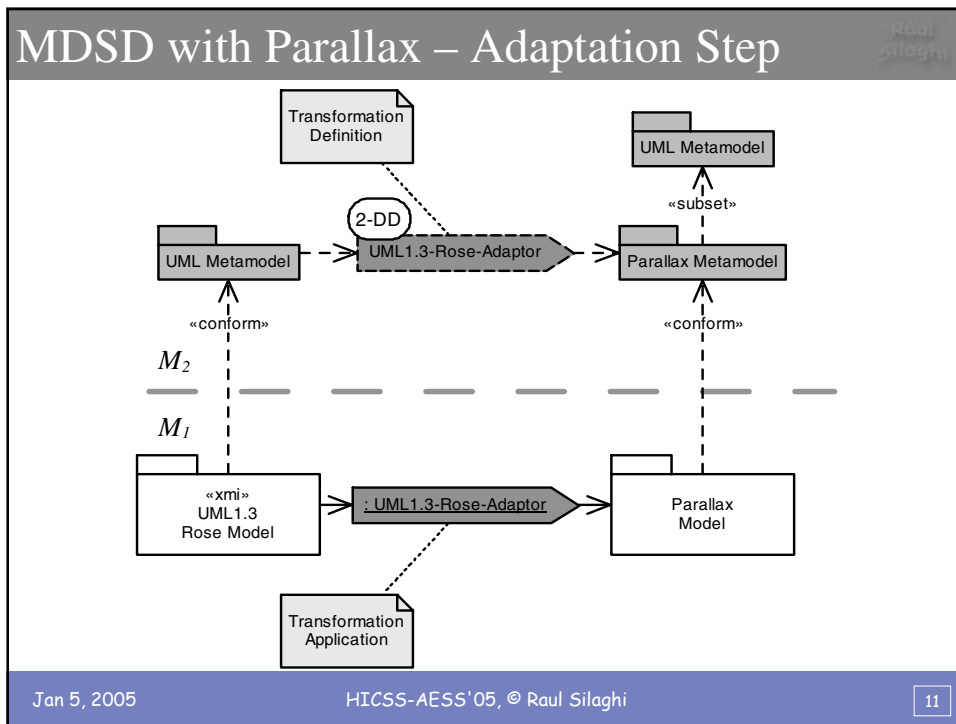 MDSD with Parallax – Adaptation Step
Raul
Silaghi
Transformation
Definition
UML Metamodel
«subset»
2-DD
UML Metamodel
UML1.3-Rose-Adaptor
Parallax Metamodel
«conform»
«conform»
M2
M1
«xmi»
UML1.3
Rose Model
: UML1.3-Rose-Adaptor
Parallax
Model
Transformation
Application
Jan 5, 2005
HICSS-AESS'05, © Raul Silaghi
11